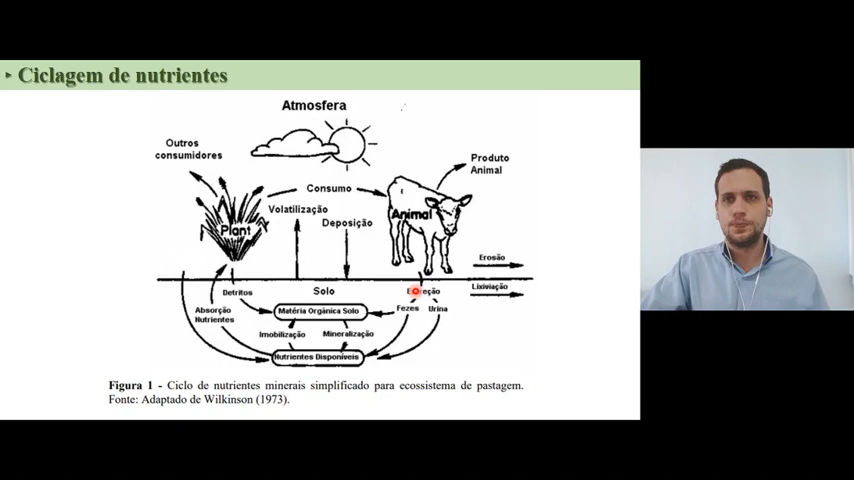 Ciclagem de nutrientes
Atmosfera
Outros
consumidores
Produto
Animal
Consumo
Volatilização
Animal
Plant
Deposição
Erosão
Detritos
Solo
Lixiviação
Absorção
Nutrientes
Matéria Orgânica Solo
Fezes
Urina
Imobilização
Mineralização
Nutrientes Disponíveis
Figura 1 - Ciclo de nutrientes minerais simplificado para ecossistema de pastagem.
Fonte: Adaptado de Wilkinson (1973).